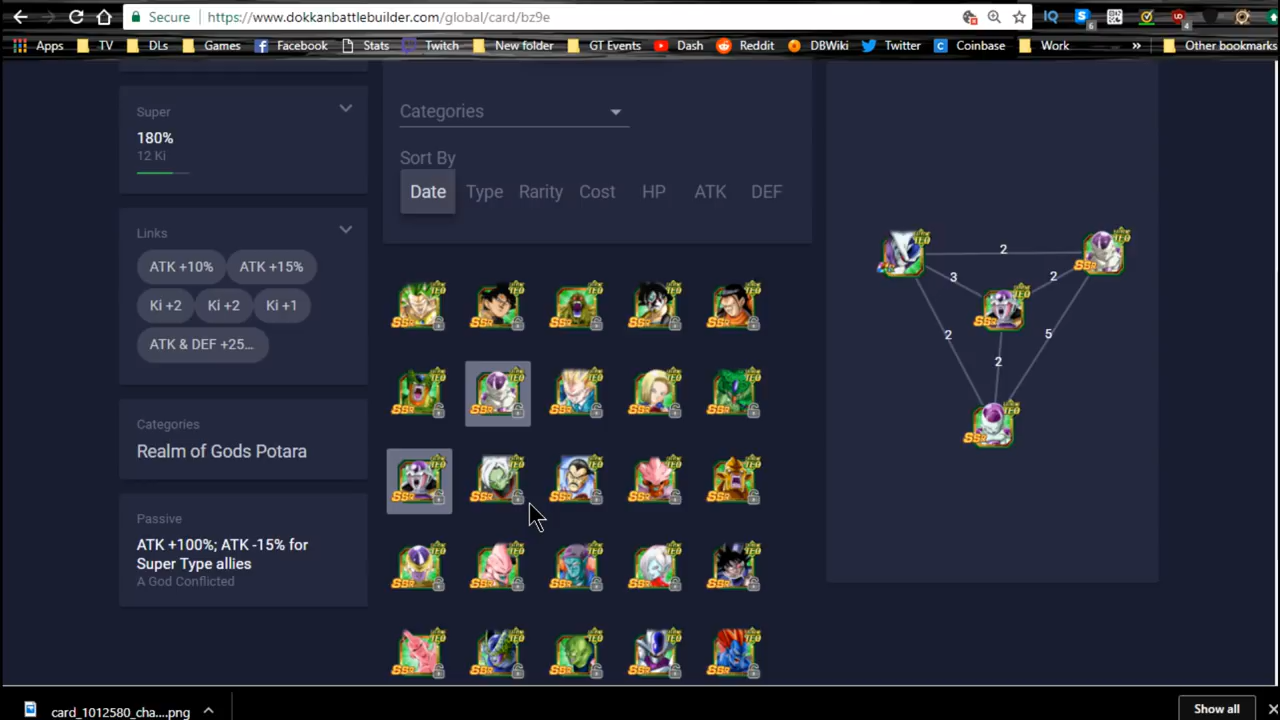 Secure https://www.dokkanbattlebuilder.com/global/card/bz9e
Apps TV DLs Games Facebook Stats Twitch New folder GT Events Dash Reddit DBWiki Twitter Coinbase Work » Other bookmarks
Super
180%
12 Ki
Links
ATK +10% ATK +15%
Ki +2 Ki +2 Ki +1
ATK & DEF +25...
Categories
Realm of Gods Potara
Passive
ATK +100%; ATK -15% for
Super Type allies
A God Conflicted
Categories
Sort By
Date Type Rarity Cost HP ATK DEF
2
3
2
2
5
2
card_1012580_cha....png
Show all